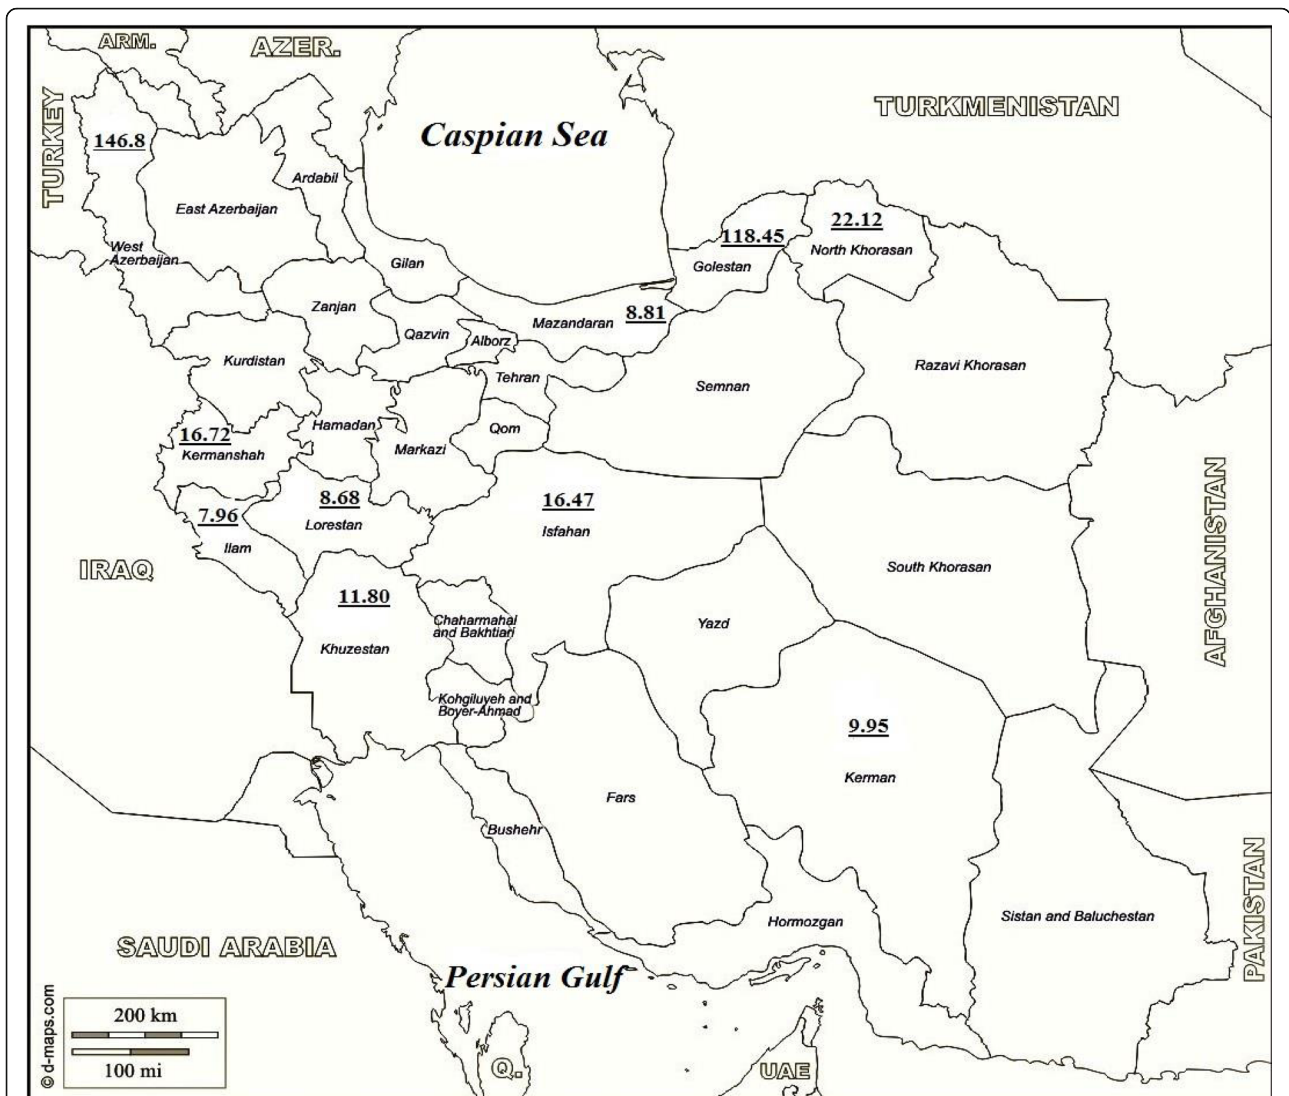 ARM.
AZER.
TURKEY
TURKMENISTAN
Caspian Sea
146.8
Ardabil
East Azerbaijan
West
Azerbaijan
Gilan
118.45
Golestan
22.12
North Khorasan
Zanjan
Qazvin
Alborz
Mazandaran
8.81
Kurdistan
Tehran
Semnan
Razavi Khorasan
Hamadan
Markazi
Qom
16.72
Kermanshah
8.68
Lorestan
7.96
Ilam
16.47
Isfahan
IRAQ
AFGHANISTAN
South Khorasan
11.80
Khuzestan
Chaharmahal
and Bakhtiari
Yazd
Kohgiluyeh and
Boyer-Ahmad
9.95
Kerman
Fars
Bushehr
Hormozgan
Sistan and Baluchestan
PAKISTAN
SAUDI ARABIA
Persian Gulf
© d-maps.com
200 km
100 mi
Q.
UAE